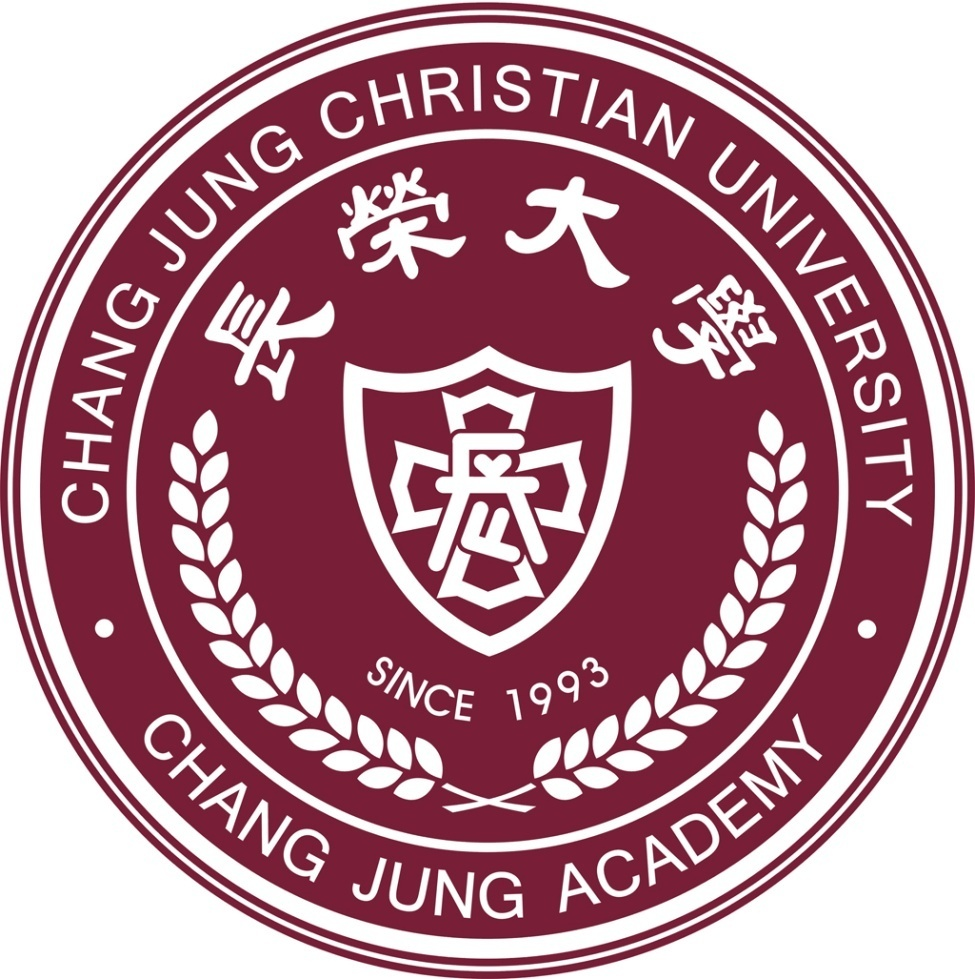 CHANG JUNG CHRISTIAN UNIVERSITY
長榮大學
SINCE 1993
CHANG JUNG ACADEMY